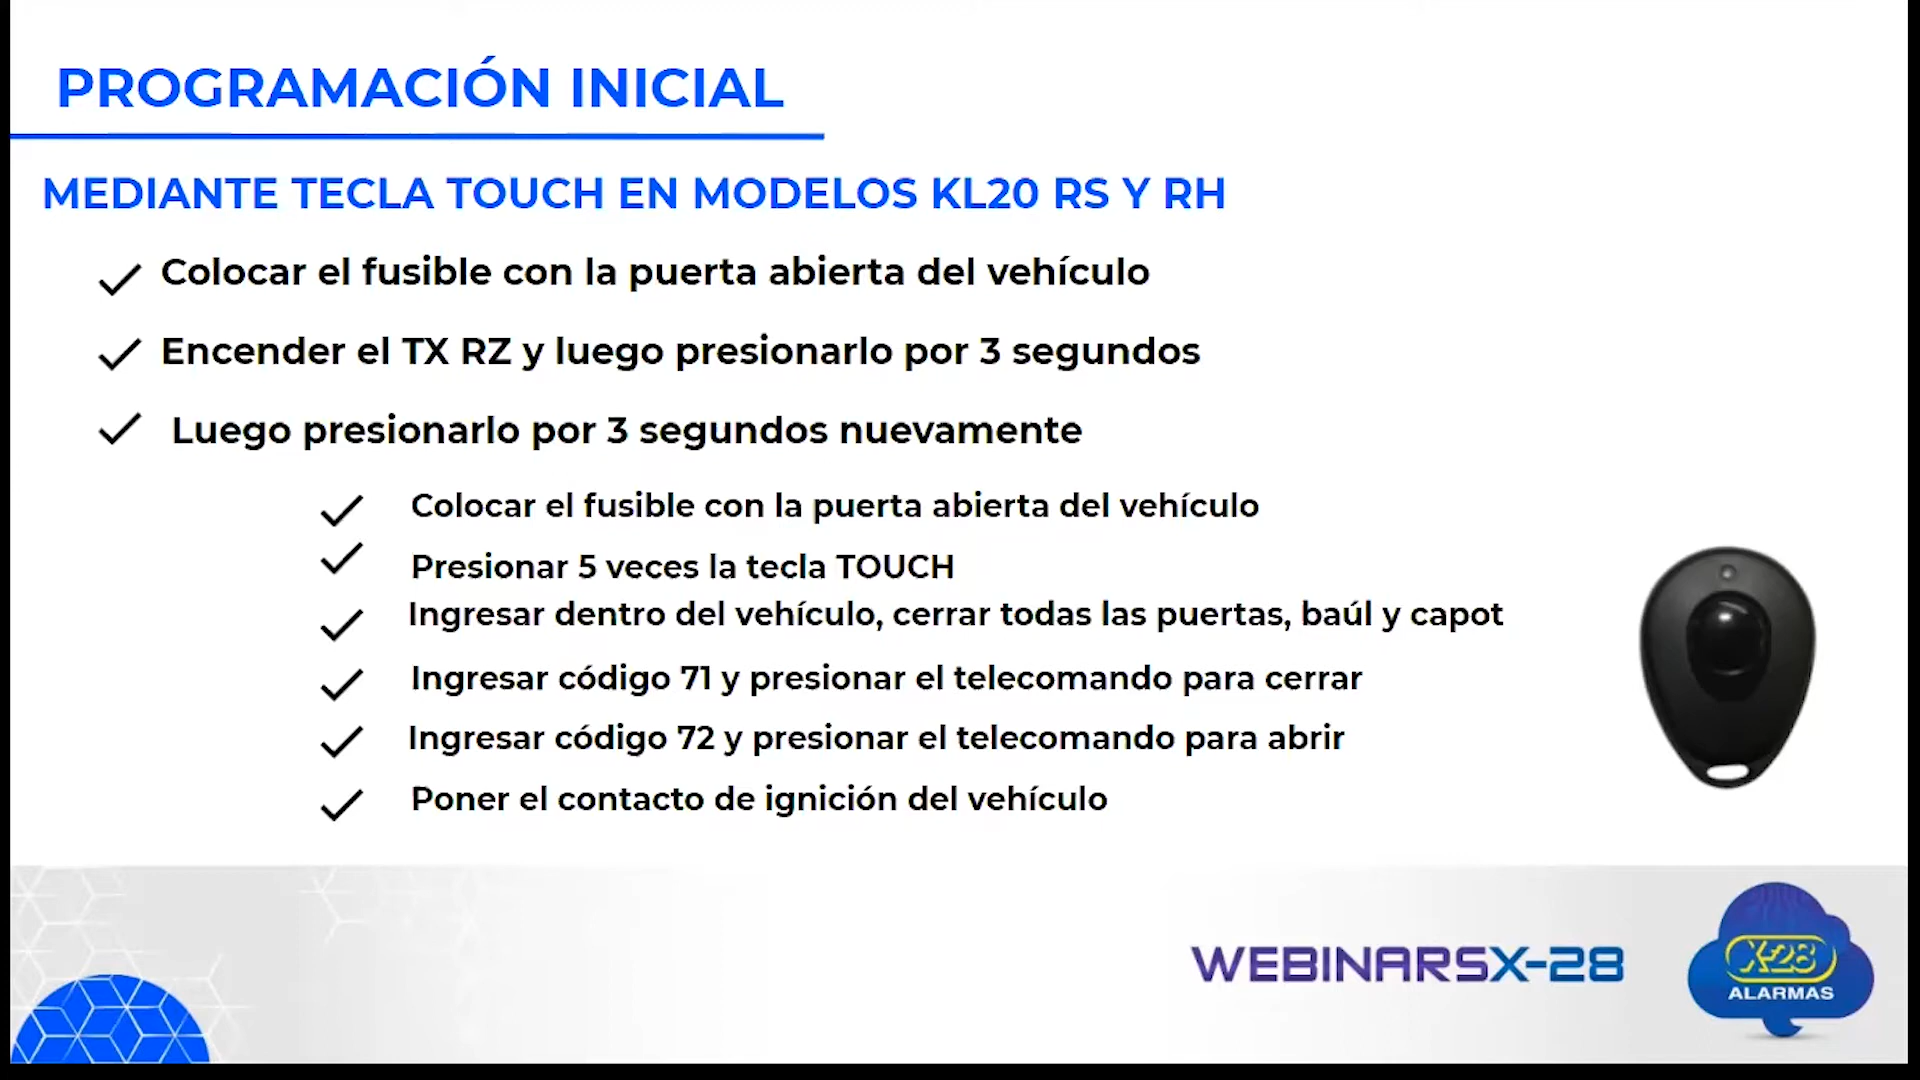 PROGRAMACIÓN INICIAL
MEDIANTE TECLA TOUCH EN MODELOS KL20 RS Y RH
Colocar el fusible con la puerta abierta del vehículo
Encender el TX RZ y luego presionarlo por 3 segundos
Luego presionarlo por 3 segundos nuevamente
Colocar el fusible con la puerta abierta del vehículo
Presionar 5 veces la tecla TOUCH
Ingresar dentro del vehículo, cerrar todas las puertas, baúl y capot
Ingresar código 71 y presionar el telecomando para cerrar
Ingresar código 72 y presionar el telecomando para abrir
Poner el contacto de ignición del vehículo
WEBINARSX-28
X-28
ALARMAS